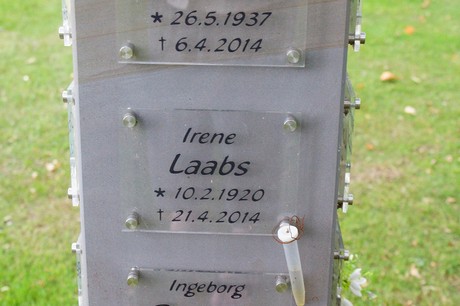 * 26.5.1937
† 6.4.2014
Irene
Laabs
* 10.2.1920
† 21.4.2014
Ingeborg